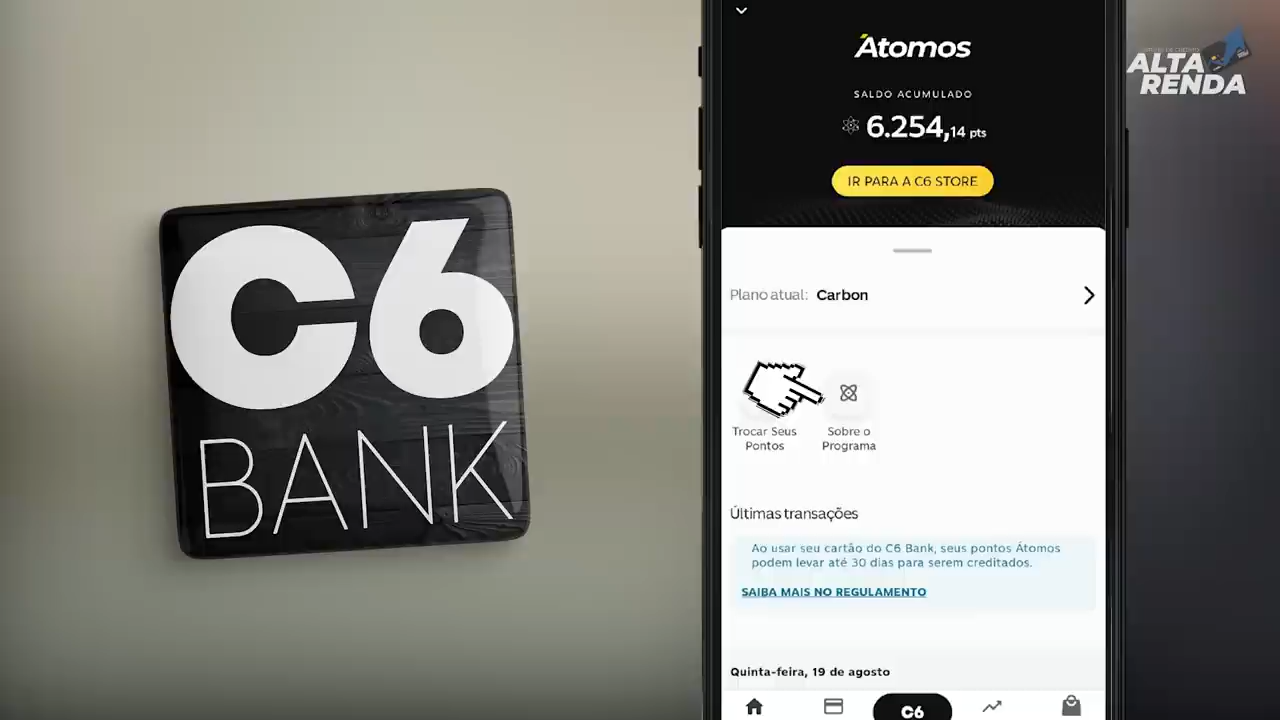 C6
BANK
Átomos
SALDO ACUMULADO
6.254,14 pts
IR PARA A C6 STORE
Plano atual: Carbon
Trocar Seus
Pontos
Sobre o
Programa
Últimas transações
Ao usar seu cartão do C6 Bank, seus pontos Átomos
podem levar até 30 dias para serem creditados.
SAIBA MAIS NO REGULAMENTO
Quinta-feira, 19 de agosto
C6
ALTA
RENDA